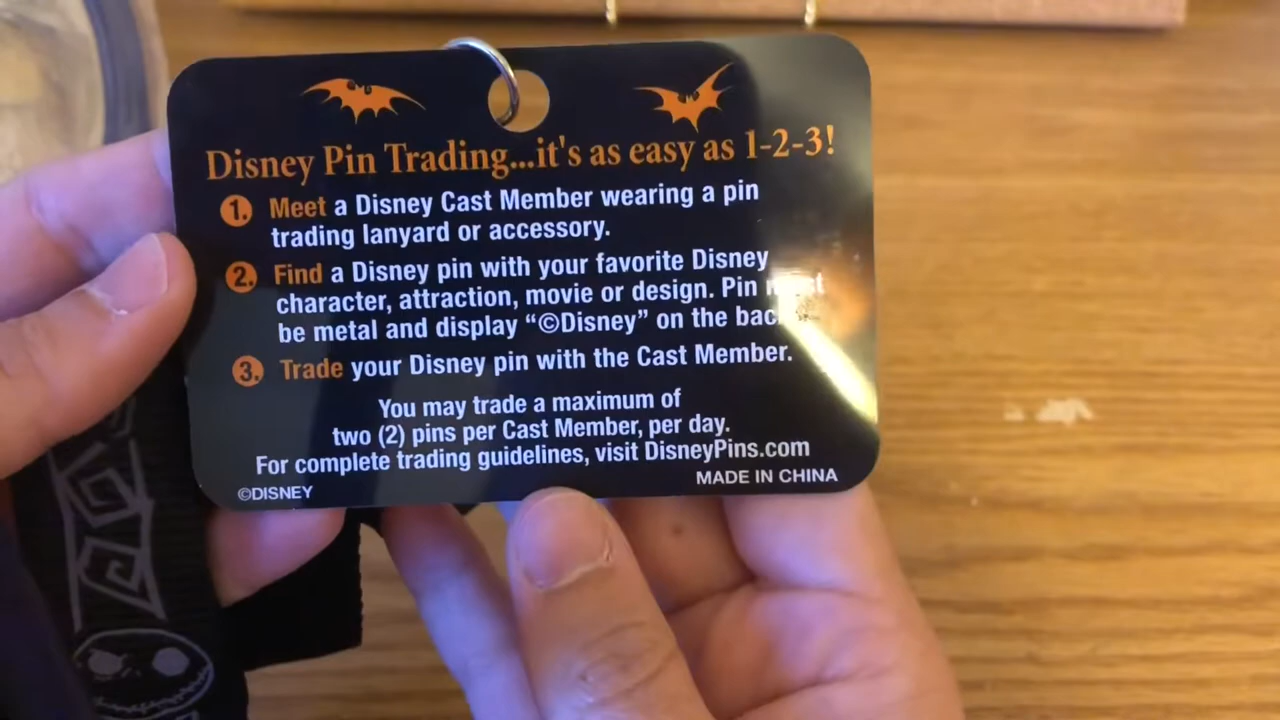 Disney Pin Trading...it's as easy as 1-2-3!
1. Meet a Disney Cast Member wearing a pin
trading lanyard or accessory.
2. Find a Disney pin with your favorite Disney
character, attraction, movie or design. Pin
be metal and display “©Disney” on the
3. Trade your Disney pin with the Cast Member.
You may trade a maximum of
two (2) pins per Cast Member, per day.
For complete trading guidelines, visit DisneyPins.com
©DISNEY
MADE IN CHINA